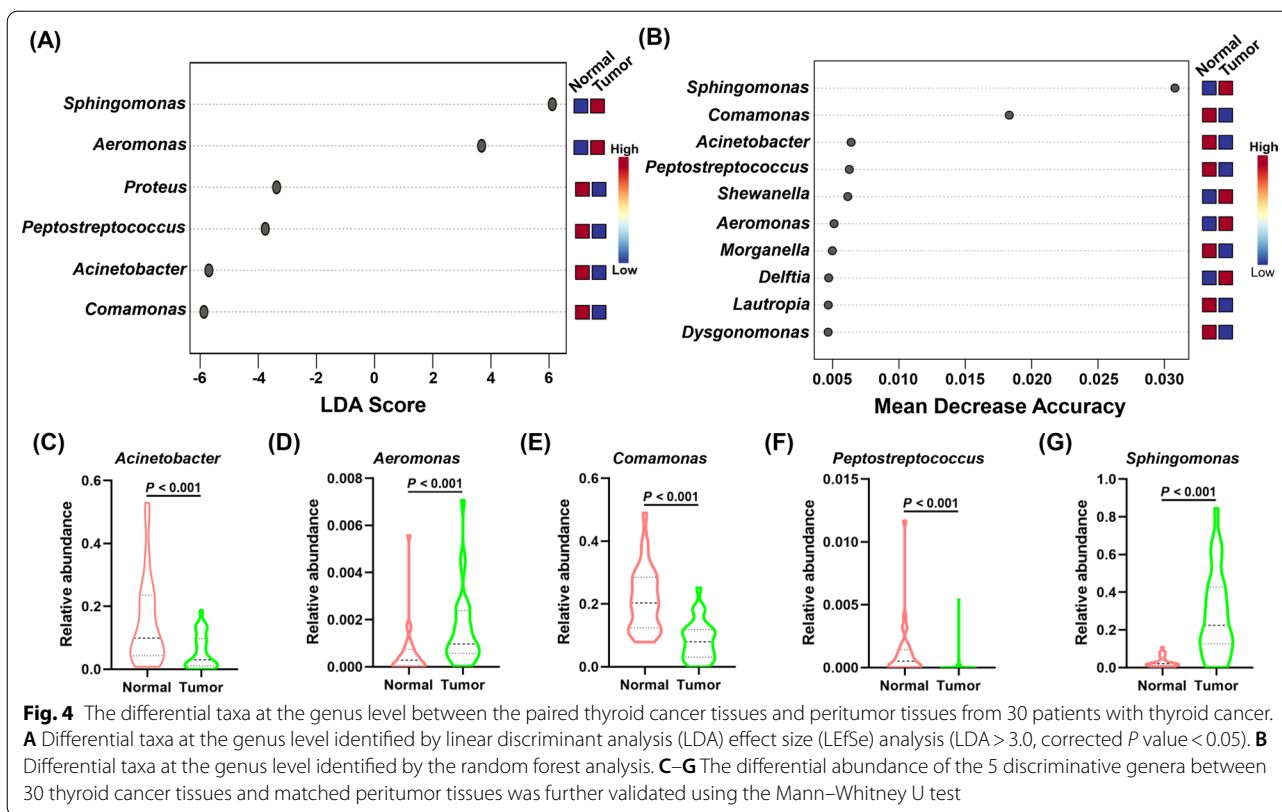 (A)
Normal
Tumor
Sphingomonas
Aeromonas
Proteus
Peptostreptococcus
Acinetobacter
Comamonas
High
Low
-6 -4 -2 0 2 4 6
LDA Score
(B)
Normal
Tumor
Sphingomonas
Comamonas
Acinetobacter
Peptostreptococcus
Shewanella
Aeromonas
Morganella
Delftia
Lautropia
Dysgonomonas
High
Low
0.005 0.010 0.015 0.020 0.025 0.030
Mean Decrease Accuracy
(C)
Acinetobacter
P < 0.001
Relative abundance
0.6
0.4
0.2
0.0
Normal Tumor
(D)
Aeromonas
P < 0.001
Relative abundance
0.008
0.006
0.004
0.002
0.000
Normal Tumor
(E)
Comamonas
P < 0.001
Relative abundance
0.6
0.4
0.2
0.0
Normal Tumor
(F)
Peptostreptococcus
P < 0.001
Relative abundance
0.015
0.010
0.005
0.000
Normal Tumor
(G)
Sphingomonas
P < 0.001
Relative abundance
1.0
0.8
0.6
0.4
0.2
0.0
Normal Tumor
Fig. 4 The differential taxa at the genus level between the paired thyroid cancer tissues and peritumor tissues from 30 patients with thyroid cancer.
A Differential taxa at the genus level identified by linear discriminant analysis (LDA) effect size (LEfSe) analysis (LDA > 3.0, corrected P value < 0.05). B
Differential taxa at the genus level identified by the random forest analysis. C–G The differential abundance of the 5 discriminative genera between
30 thyroid cancer tissues and matched peritumor tissues was further validated using the Mann–Whitney U test